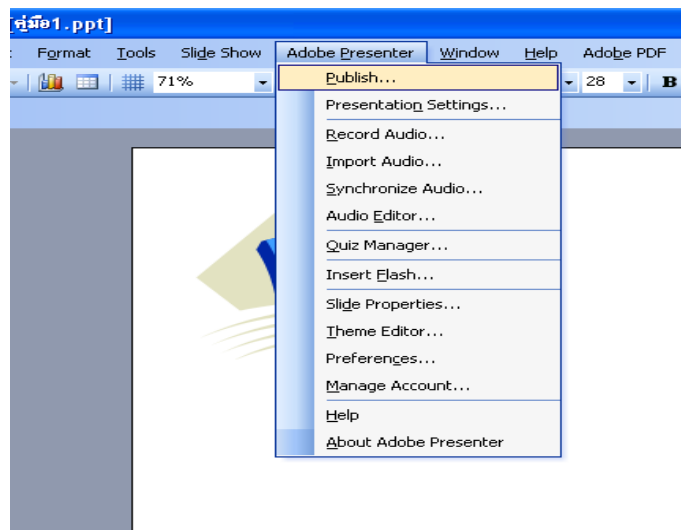 [คู่มือ1.ppt]
Format Tools Slide Show Adobe Presenter Window Help Adobe PDF
71% 28 B
Publish...
Presentation Settings...
Record Audio...
Import Audio...
Synchronize Audio...
Audio Editor...
Quiz Manager...
Insert Flash...
Slide Properties...
Theme Editor...
Preferences...
Manage Account...
Help
About Adobe Presenter